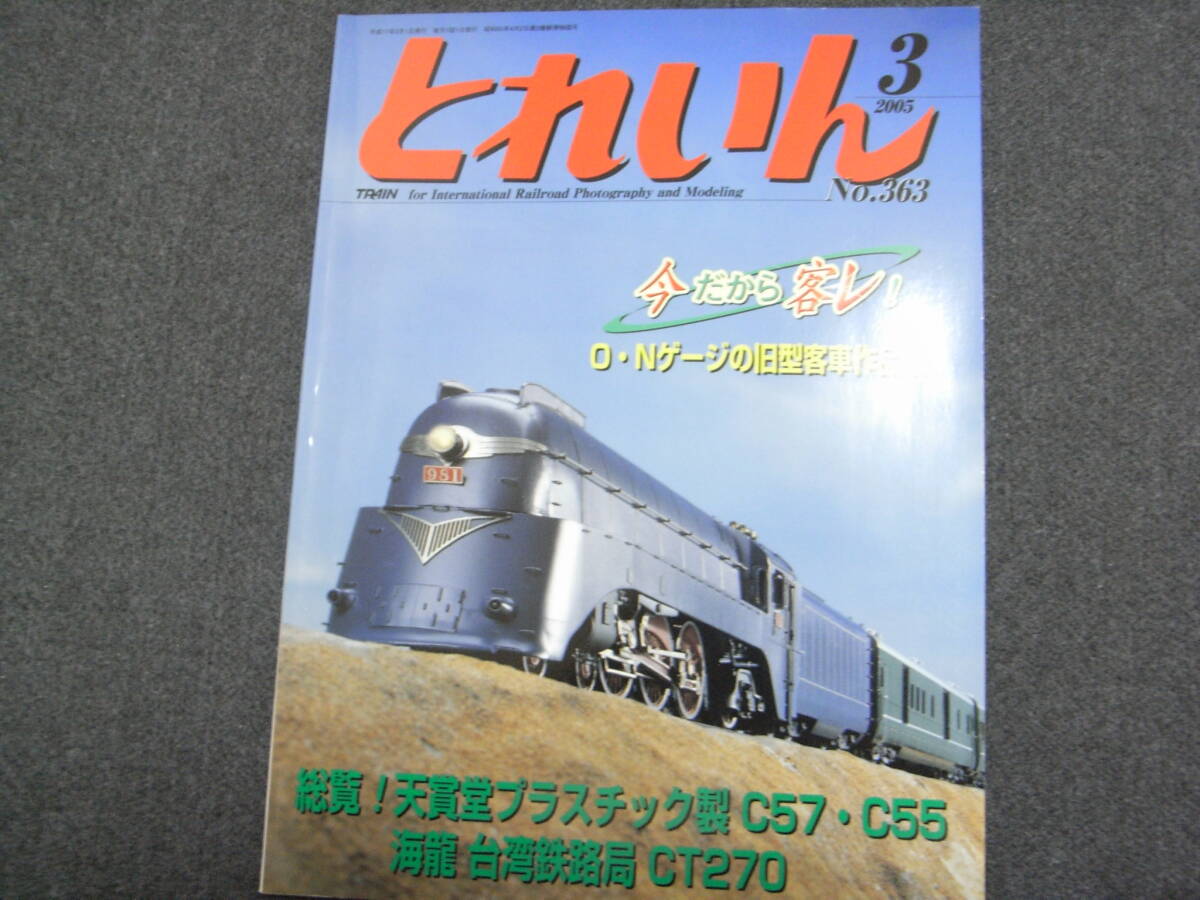 とれいん
3
2005
No.363
TRAIN for International Railroad Photography and Modeling
今だから客レ!
O・Nゲージの旧型客車作
981
総覧!天賞堂プラスチック製 C57・C55
海龍 台湾鉄路局 CT270